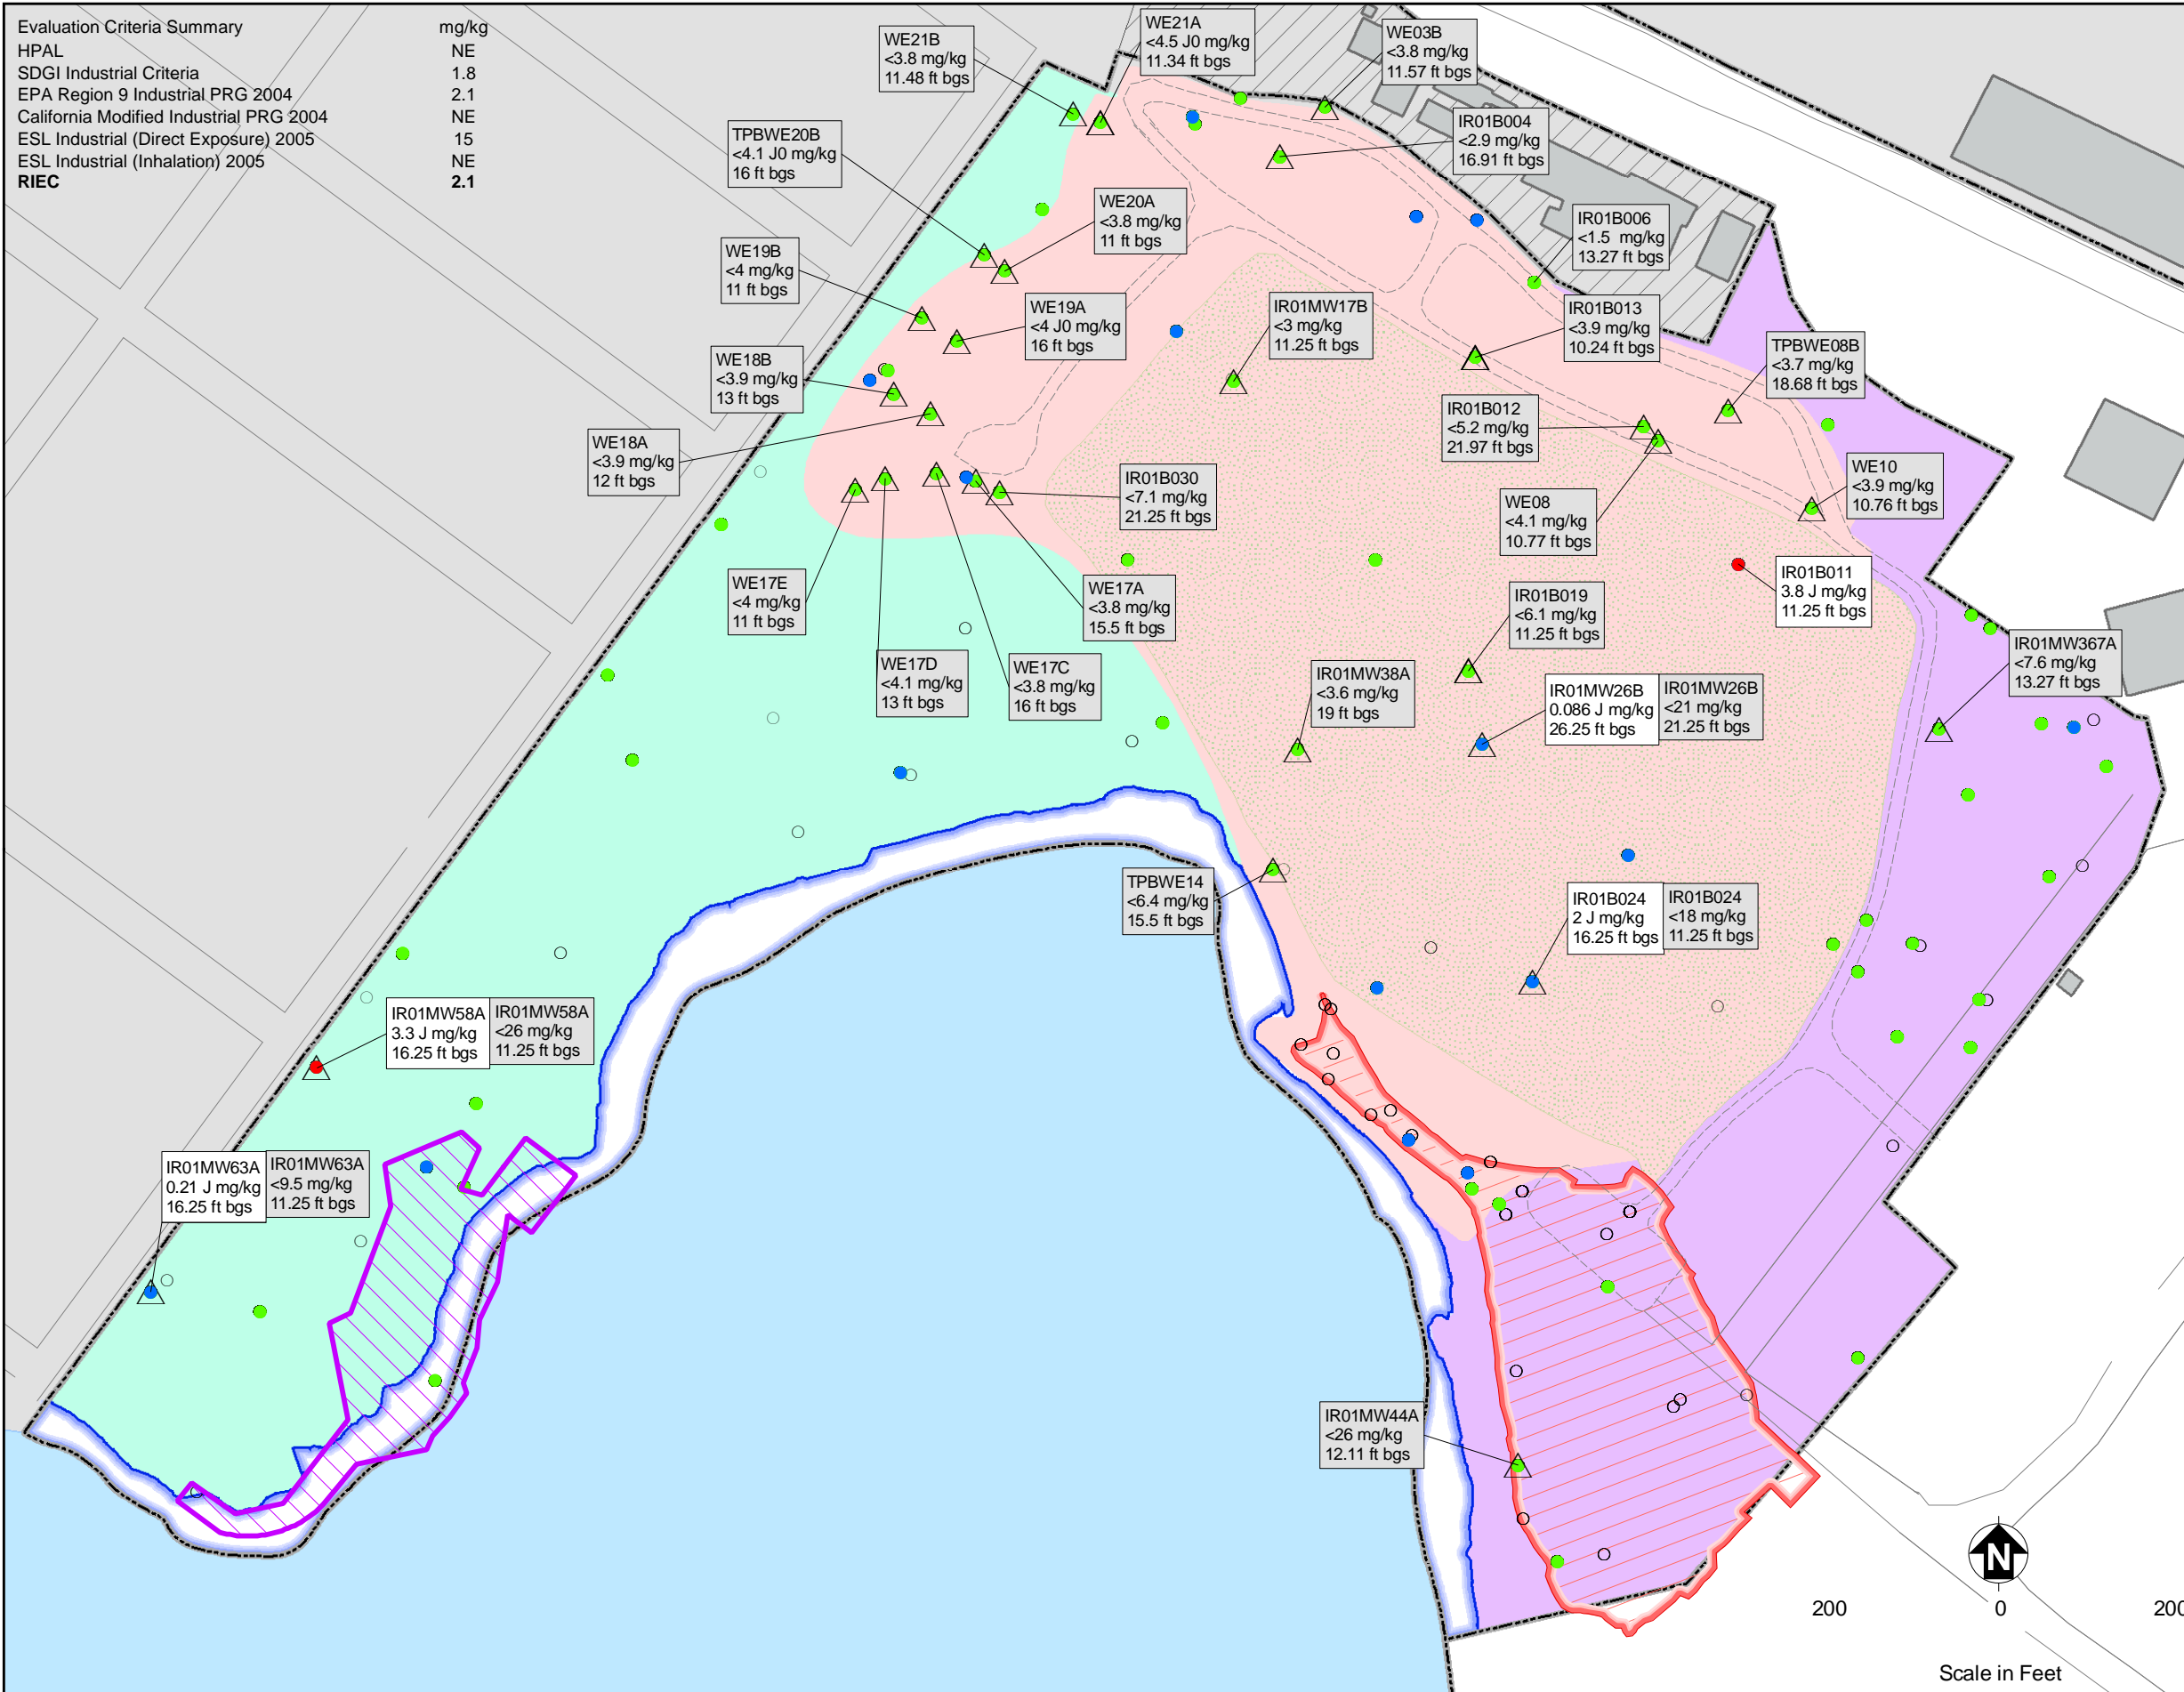 Evaluation Criteria Summary mg/kg
HPAL NE
SDGI Industrial Criteria 1.8
EPA Region 9 Industrial PRG 2004 2.1
California Modified Industrial PRG 2004 NE
ESL Industrial (Direct Exposure) 2005 15
ESL Industrial (Inhalation) 2005 NE
RIEC 2.1
WE21B
<3.8 mg/kg
11.48 ft bgs
WE21A
<4.5 J0 mg/kg
11.34 ft bgs
WE03B
<3.8 mg/kg
11.57 ft bgs
TPBWE20B
<4.1 J0 mg/kg
16 ft bgs
IR01B004
<2.9 mg/kg
16.91 ft bgs
WE20A
<3.8 mg/kg
11 ft bgs
IR01B006
<1.5 mg/kg
13.27 ft bgs
WE19B
<4 mg/kg
11 ft bgs
WE19A
<4 J0 mg/kg
16 ft bgs
IR01MW17B
<3 mg/kg
11.25 ft bgs
IR01B013
<3.9 mg/kg
10.24 ft bgs
TPBWE08B
<3.7 mg/kg
18.68 ft bgs
WE18B
<3.9 mg/kg
13 ft bgs
IR01B012
<5.2 mg/kg
21.97 ft bgs
WE18A
<3.9 mg/kg
12 ft bgs
IR01B030
<7.1 mg/kg
21.25 ft bgs
WE10
<3.9 mg/kg
10.76 ft bgs
WE08
<4.1 mg/kg
10.77 ft bgs
WE17E
<4 mg/kg
11 ft bgs
WE17A
<3.8 mg/kg
15.5 ft bgs
IR01B011
3.8 J mg/kg
11.25 ft bgs
IR01B019
<6.1 mg/kg
11.25 ft bgs
WE17D
<4.1 mg/kg
13 ft bgs
WE17C
<3.8 mg/kg
16 ft bgs
IR01MW38A
<3.6 mg/kg
19 ft bgs
IR01MW26B
0.086 J mg/kg
26.25 ft bgs
IR01MW26B
<21 mg/kg
21.25 ft bgs
IR01MW367A
<7.6 mg/kg
13.27 ft bgs
TPBWE14
<6.4 mg/kg
15.5 ft bgs
IR01B024
2 J mg/kg
16.25 ft bgs
IR01B024
<18 mg/kg
11.25 ft bgs
IR01MW58A
3.3 J mg/kg
16.25 ft bgs
IR01MW58A
<26 mg/kg
11.25 ft bgs
IR01MW63A
0.21 J mg/kg
16.25 ft bgs
IR01MW63A
<9.5 mg/kg
11.25 ft bgs
IR01MW44A
<26 mg/kg
12.11 ft bgs
N
200 0 200
Scale in Feet